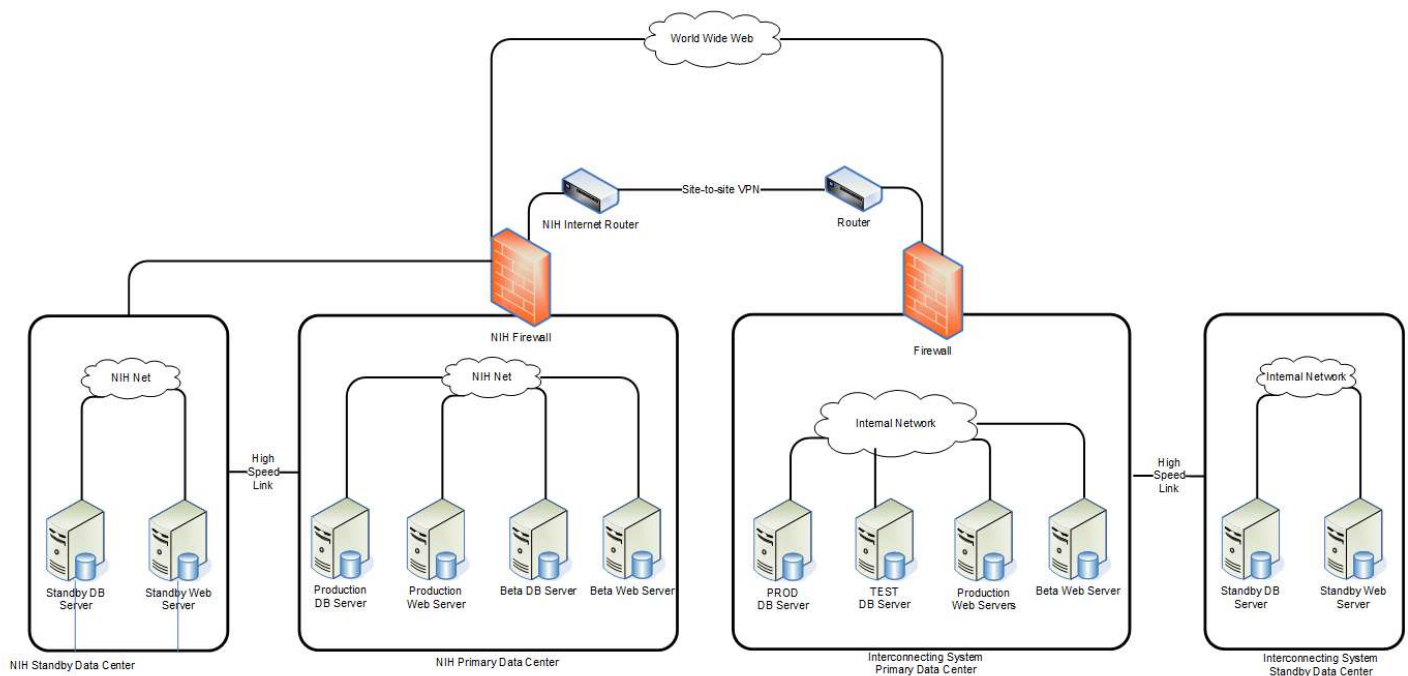 World Wide Web
Site-to-site VPN
NIH Internet Router
Router
NIH Firewall
Firewall
NIH Net
NIH Net
Internal Network
Internal Network
High
Speed
Link
High
Speed
Link
Standby DB
Server
Standby Web
Server
Production
DB Server
Production
Web Server
Beta DB Server
Beta Web Server
PROD
DB Server
TEST
DB Server
Production
Web Servers
Beta Web Server
Standby DB
Server
Standby Web
Server
NIH Standby Data Center
NIH Primary Data Center
Interconnecting System
Primary Data Center
Interconnecting System
Standby Data Center